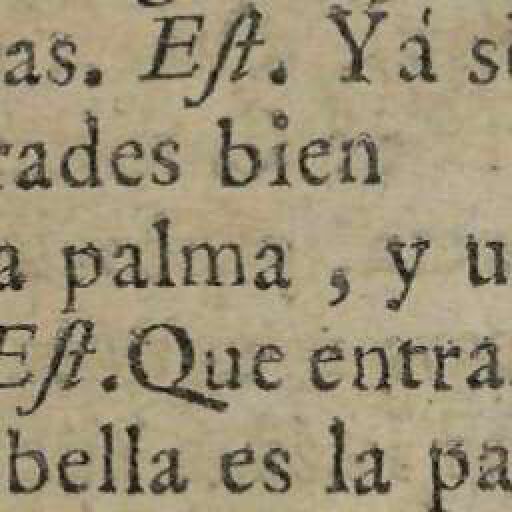 as. Eſt. Yá s
rades bien
a palma , y u
Eſt.Que entra
bella es la pa